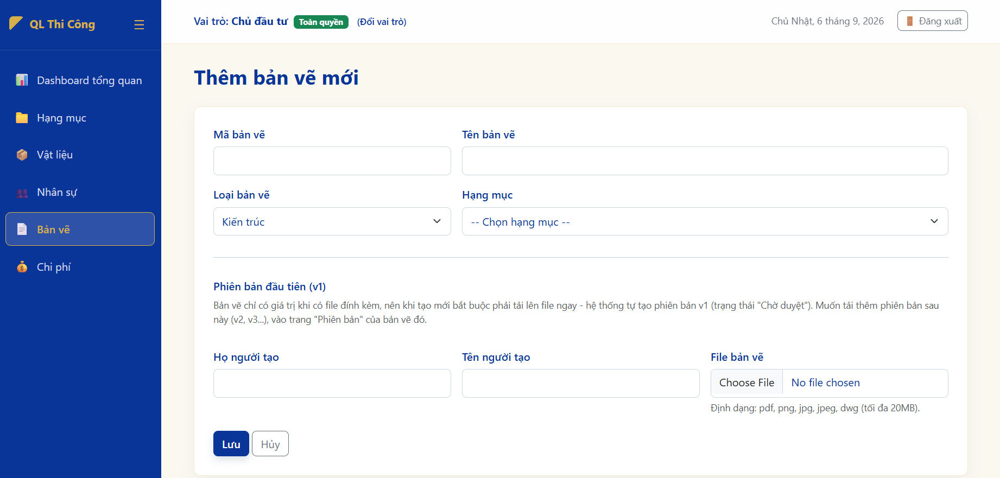 QL Thi Công
Vai trò: Chủ đầu tư Toàn quyền (Đổi vai trò)
Chủ Nhật, 6 tháng 9, 2026
Đăng xuất
Dashboard tổng quan
Hạng mục
Vật liệu
Nhân sự
Bản vẽ
Chi phí
Thêm bản vẽ mới
Mã bản vẽ
Tên bản vẽ
Loại bản vẽ
Hạng mục
Kiến trúc
-- Chọn hạng mục --
Phiên bản đầu tiên (v1)
Bản vẽ chỉ có giá trị khi có file đính kèm, nên khi tạo mới bắt buộc phải tải lên file ngay - hệ thống tự tạo phiên bản v1 (trạng thái "Chờ duyệt"). Muốn tải thêm phiên bản sau
này (v2, v3...), vào trang "Phiên bản" của bản vẽ đó.
Họ người tạo
Tên người tạo
File bản vẽ
Choose File
No file chosen
Định dạng: pdf, png, jpg, jpeg, dwg (tối đa 20MB).
Lưu
Hủy